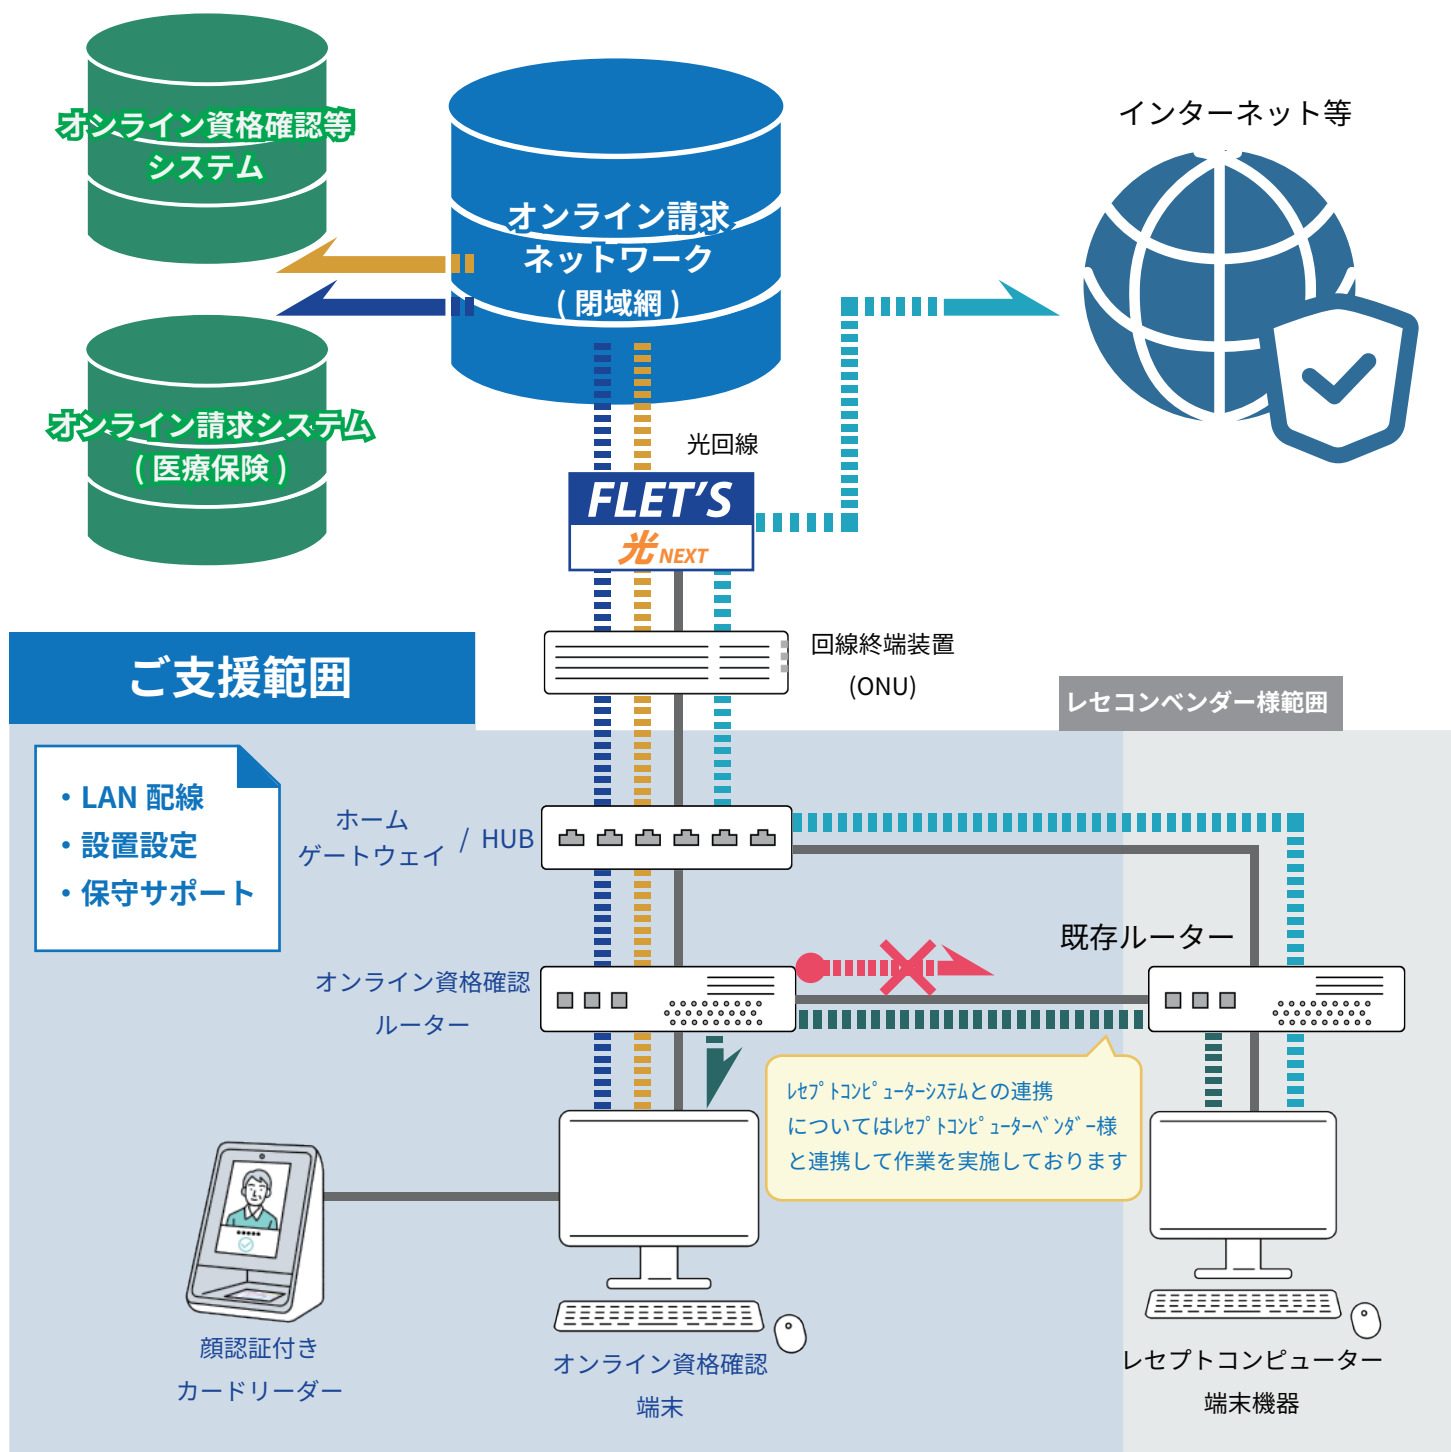 オンライン資格確認等
システム
オンライン請求
ネットワーク
( 閉域網 )
インターネット等
オンライン請求システム
( 医療保険 )
光回線
FLET'S
光 NEXT
回線終端装置
(ONU)
ご支援範囲
レセコンベンダー様範囲
・LAN 配線
・設置設定
・保守サポート
ホーム
ゲートウェイ / HUB
既存ルーター
オンライン資格確認
ルーター
ﾚｾﾌﾟﾄｺﾝﾋﾟｭｰﾀｰｼｽﾃﾑとの連携
についてはﾚｾﾌﾟﾄｺﾝﾋﾟｭｰﾀｰﾍﾞﾝﾀﾞｰ様
と連携して作業を実施しております
顔認証付き
カードリーダー
オンライン資格確認
端末
レセプトコンピューター
端末機器